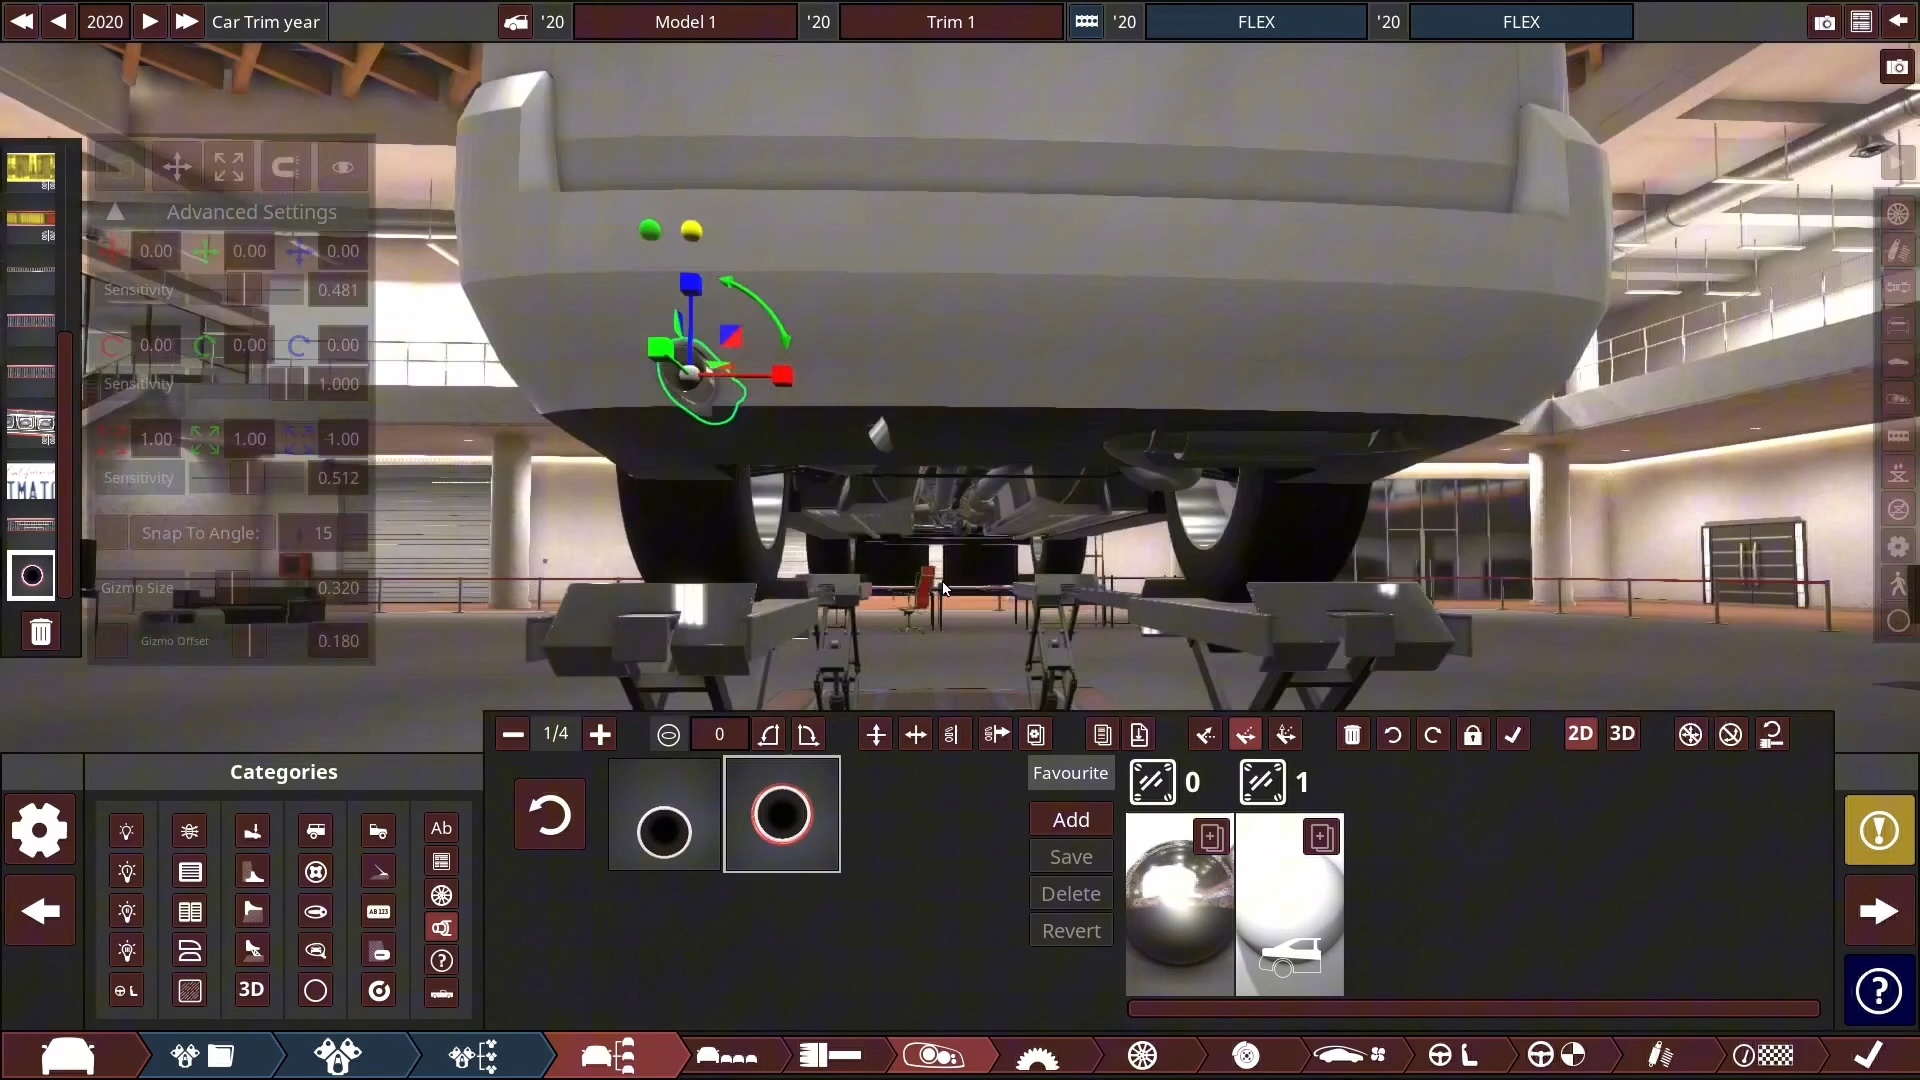 2020 Car Trim year '20 Model 1 '20 Trim 1 '20 FLEX '20 FLEX
Advanced Settings
0.00 0.00 0.00
Sensitivity 0.481
0.00 0.00 0.00
Sensitivity 1.000
1.00 1.00 -1.00
Sensitivity 0.512
Snap To Angle: 15
Gizmo Size 0.320
Gizmo Offset 0.180
1/4 0 2D 3D
Categories
Ab
AB 123
3D
Favourite 0 1
Add
Save
Delete
Revert